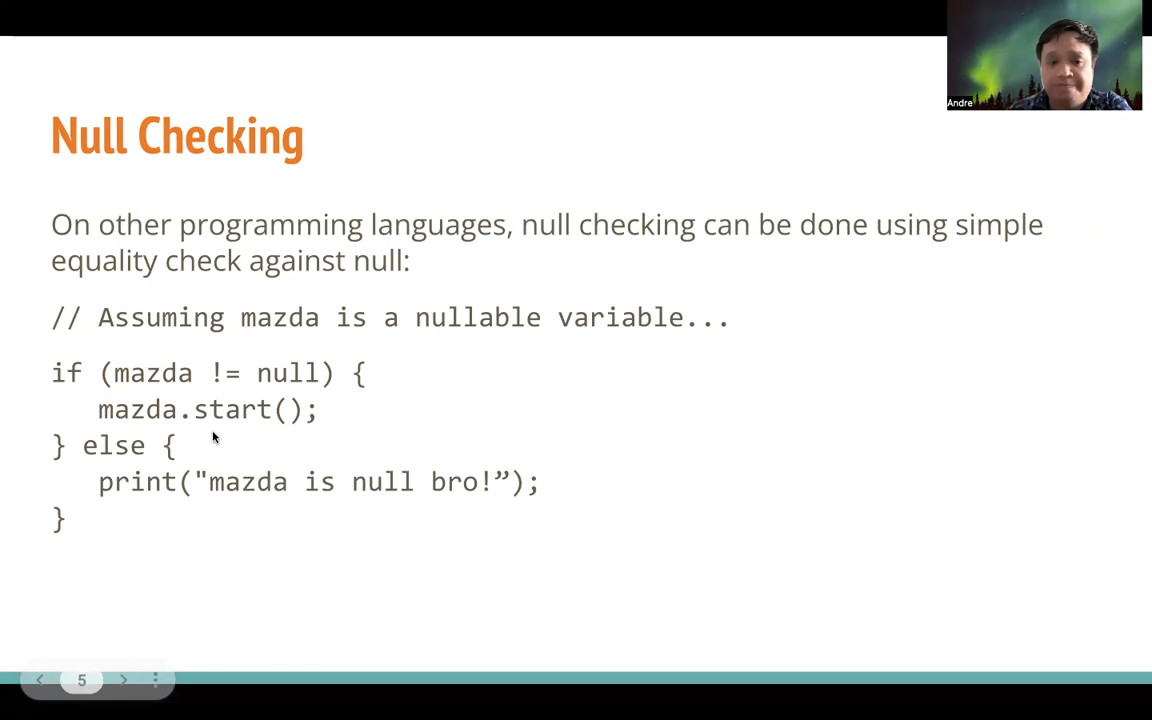 Andre
Null Checking
On other programming languages, null checking can be done using simple
equality check against null:
// Assuming mazda is a nullable variable...
if (mazda != null) {
   mazda.start();
} else {
   print("mazda is null bro!”);
}
5